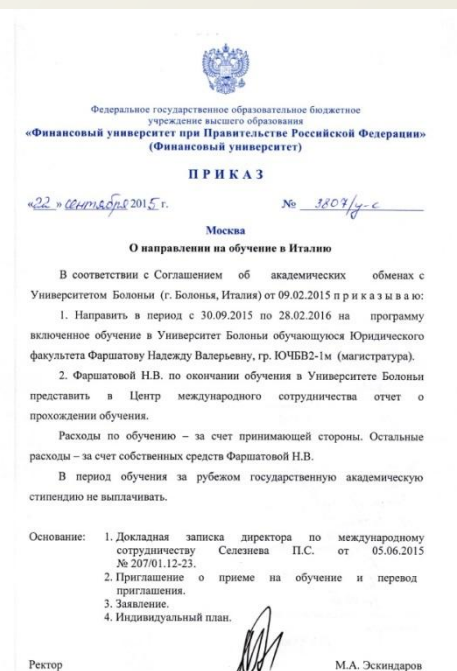 Федеральное государственное образовательное бюджетное
учреждение высшего образования
«Финансовый университет при Правительстве Российской Федерации»
(Финансовый университет)
П Р И К А З
«22» сентября 2015 г. № 3807/у-с
Москва
О направлении на обучение в Италию
В соответствии с Соглашением об академических обменах с
Университетом Болоньи (г. Болонья, Италия) от 09.02.2015 п р и к а з ы в а ю:
1. Направить в период с 30.09.2015 по 28.02.2016 на программу
включенное обучение в Университет Болоньи обучающуюся Юридического
факультета Фаршатову Надежду Валерьевну, гр. ЮЧБВ2-1м (магистратура).
2. Фаршатовой Н.В. по окончании обучения в Университете Болоньи
представить в Центр международного сотрудничества отчет о
прохождении обучения.
Расходы по обучению – за счет принимающей стороны. Остальные
расходы – за счет собственных средств Фаршатовой Н.В.
В период обучения за рубежом государственную академическую
стипендию не выплачивать.
Основание: 1. Докладная записка директора по международному
сотрудничеству Селезнева П.С. от 05.06.2015
№ 207/01.12-23.
2. Приглашение о приеме на обучение и перевод
приглашения.
3. Заявление.
4. Индивидуальный план.
Ректор М.А. Эскиндаров